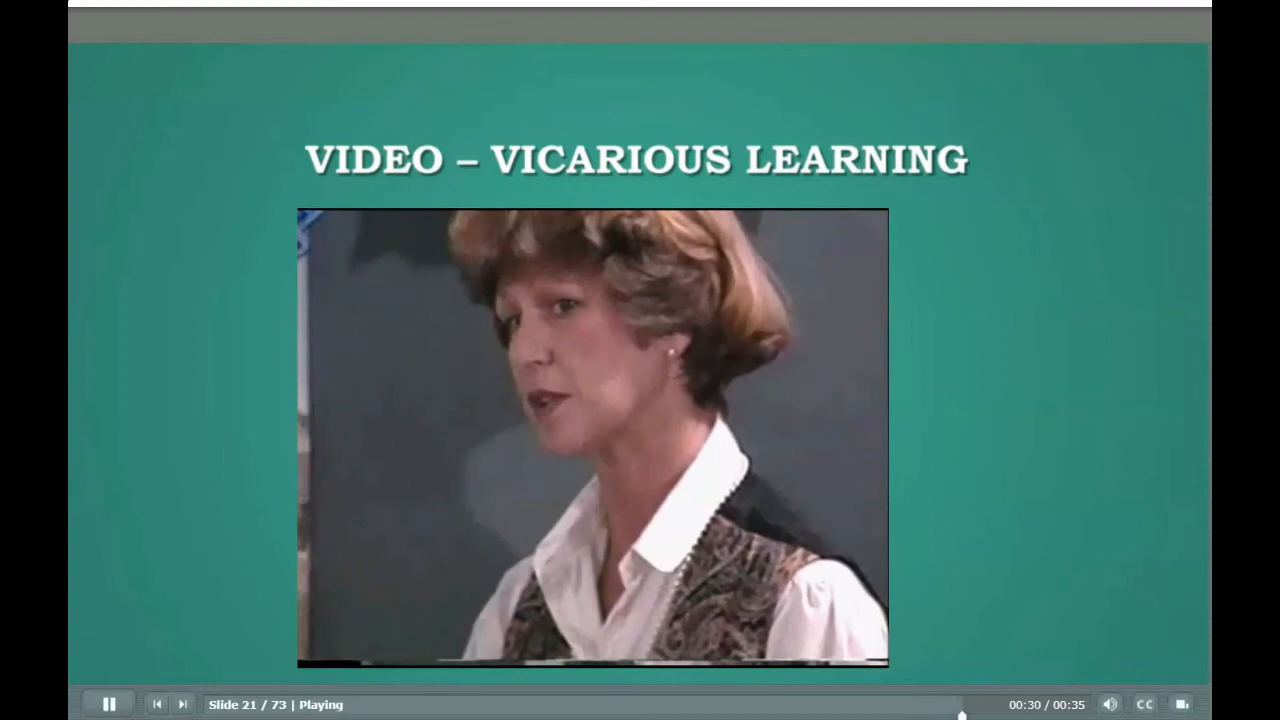 VIDEO – VICARIOUS LEARNING
Slide 21 / 73 | Playing
00:30 / 00:35
CC